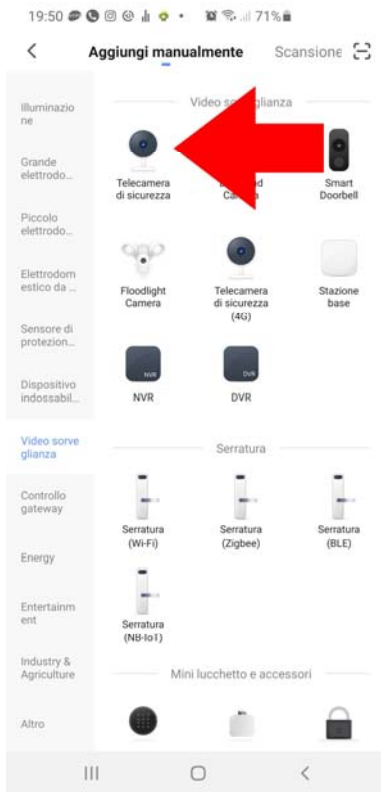 19:50
71%
Aggiungi manualmente
Scansione
Illuminazio
ne
Grande
elettrodo...
Piccolo
elettrodo...
Elettrodom
estico da ...
Sensore di
protezion...
Dispositivo
indossabil...
Video sorve
glianza
Controllo
gateway
Energy
Entertainm
ent
Industry &
Agriculture
Altro
Video
Telecamera
di sicurezza
Smart
Doorbell
Floodlight
Camera
Telecamera
di sicurezza
(4G)
Stazione
base
NVR
NVR
DVR
DVR
Serratura
Serratura
(Wi-Fi)
Serratura
(Zigbee)
Serratura
(BLE)
Serratura
(NB-IoT)
Mini lucchetto e accessori